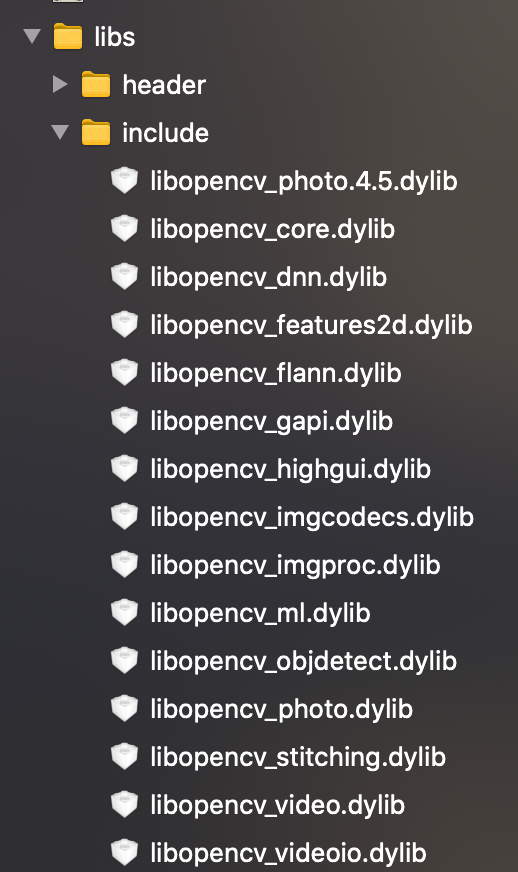 libs
header
include
libopencv_photo.4.5.dylib
libopencv_core.dylib
libopencv_dnn.dylib
libopencv_features2d.dylib
libopencv_flann.dylib
libopencv_gapi.dylib
libopencv_highgui.dylib
libopencv_imgcodecs.dylib
libopencv_imgproc.dylib
libopencv_ml.dylib
libopencv_objdetect.dylib
libopencv_photo.dylib
libopencv_stitching.dylib
libopencv_video.dylib
libopencv_videoio.dylib